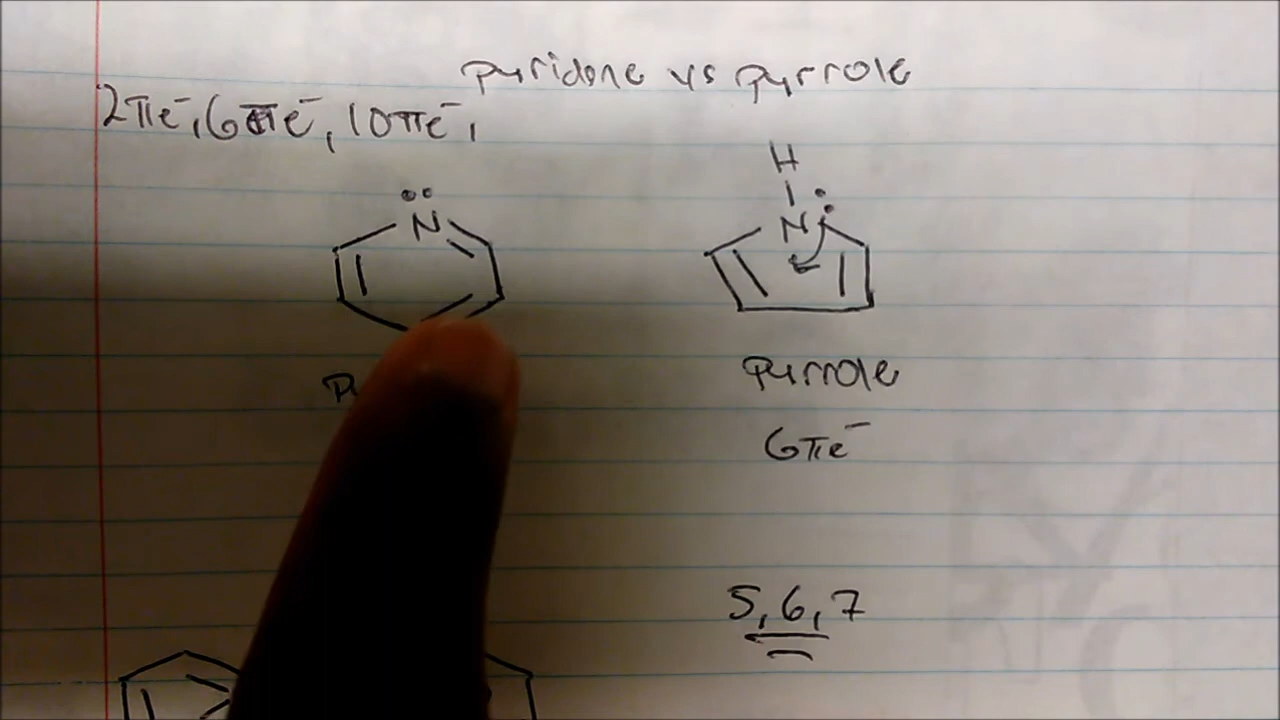 pyridone vs pyrrole
2πe⁻, 6πe⁻, 10πe⁻,
H
N
N
Pyrrole
6πe⁻
5, 6, 7